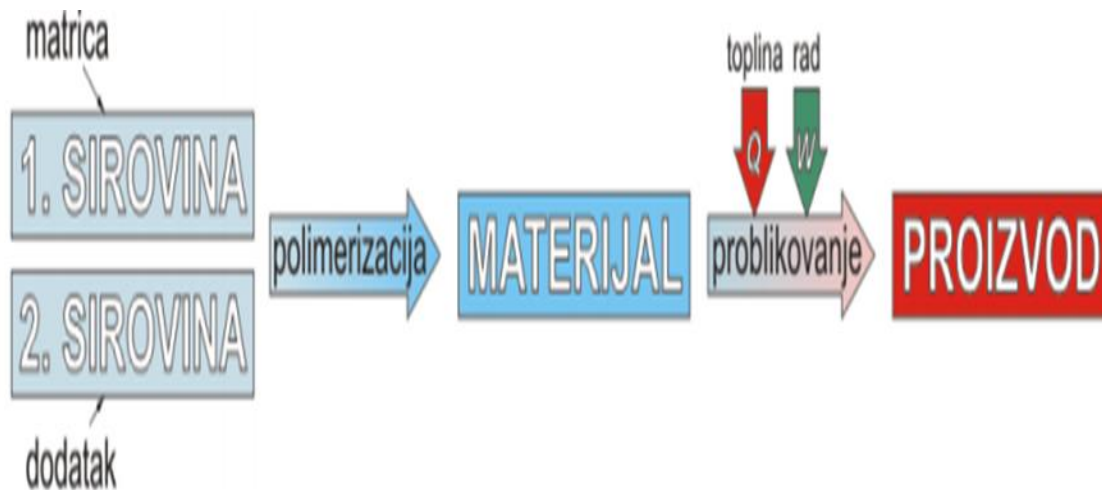 matrica
1. SIROVINA
2. SIROVINA
dodatak
polimerizacija
MATERIJAL
toplina rad
Q W
problikovanje
PROIZVOD